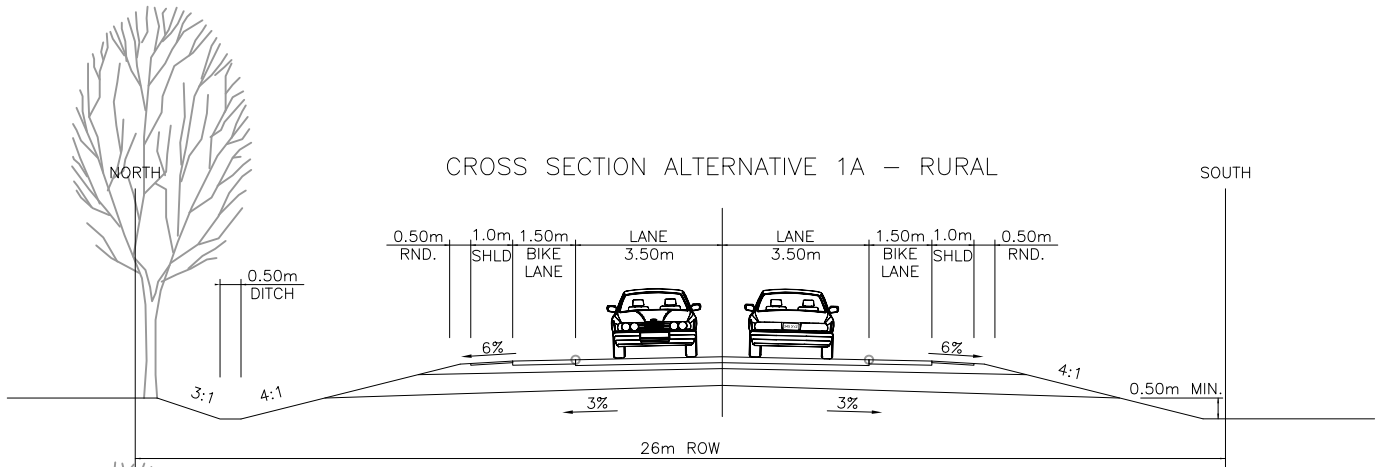 CROSS SECTION ALTERNATIVE 1A – RURAL
NORTH
SOUTH
0.50m
RND.
1.0m
SHLD
1.50m
BIKE
LANE
LANE
3.50m
LANE
3.50m
1.50m
BIKE
LANE
1.0m
SHLD
0.50m
RND.
0.50m
DITCH
6%
6%
3:1
4:1
4:1
0.50m MIN.
3%
3%
26m ROW